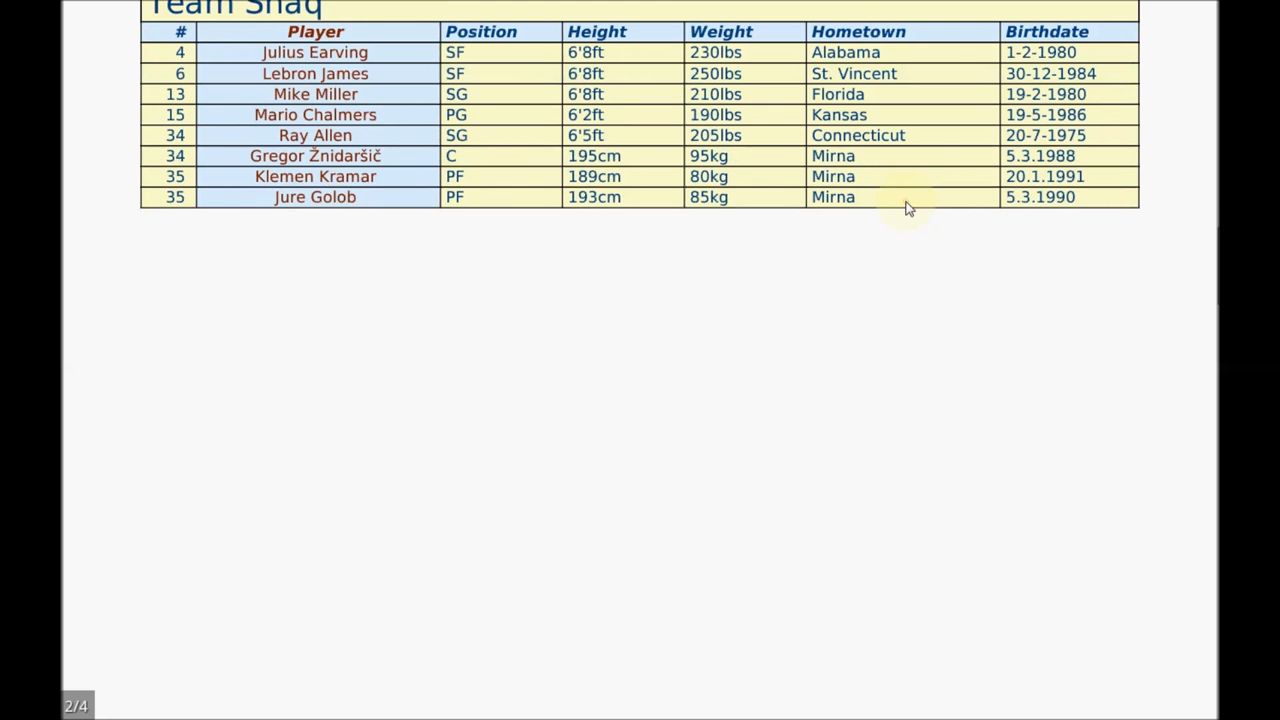 Team Shaq
# Player Position Height Weight Hometown Birthdate
4 Julius Earving SF 6'8ft 230lbs Alabama 1-2-1980
6 Lebron James SF 6'8ft 250lbs St. Vincent 30-12-1984
13 Mike Miller SG 6'8ft 210lbs Florida 19-2-1980
15 Mario Chalmers PG 6'2ft 190lbs Kansas 19-5-1986
34 Ray Allen SG 6'5ft 205lbs Connecticut 20-7-1975
34 Gregor Žnidaršič C 195cm 95kg Mirna 5.3.1988
35 Klemen Kramar PF 189cm 80kg Mirna 20.1.1991
35 Jure Golob PF 193cm 85kg Mirna 5.3.1990
2/4